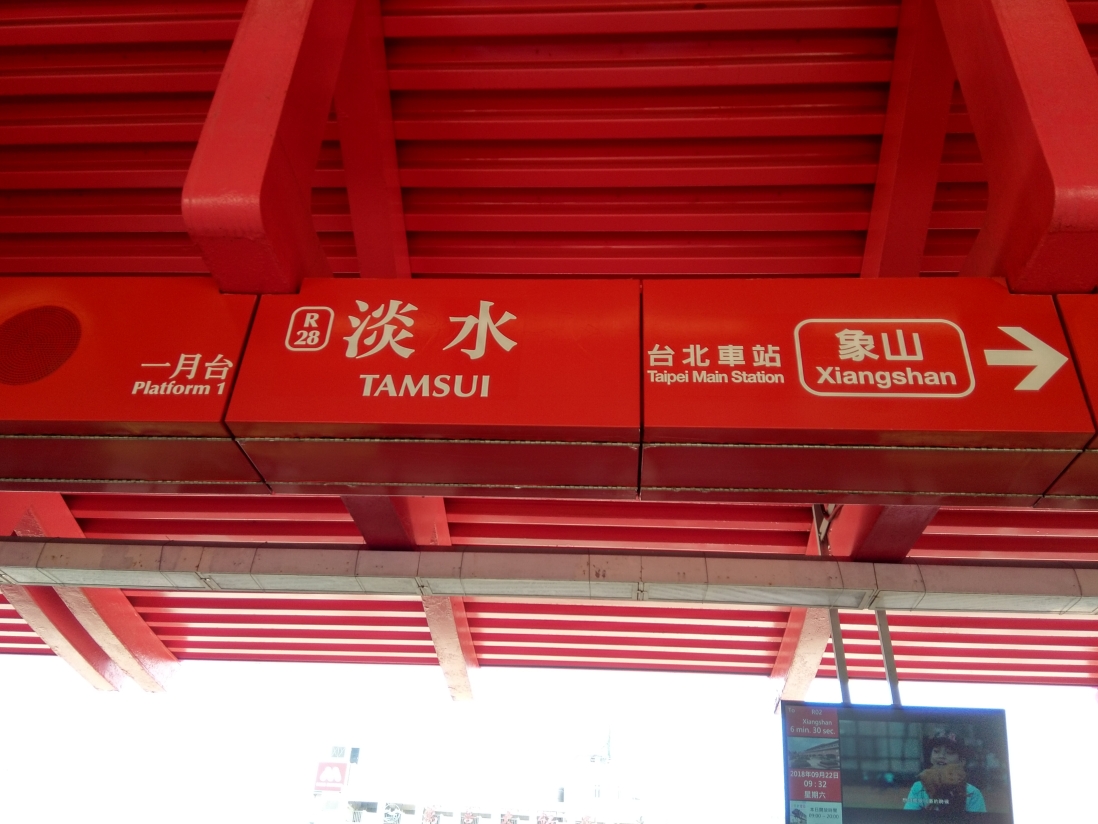 一月台
Platform 1
R
28
淡水
TAMSUI
台北車站
Taipei Main Station
象山
Xiangshan
Xiangshan
6 min. 30 sec.
2018年09月22日
09 : 32
星期六